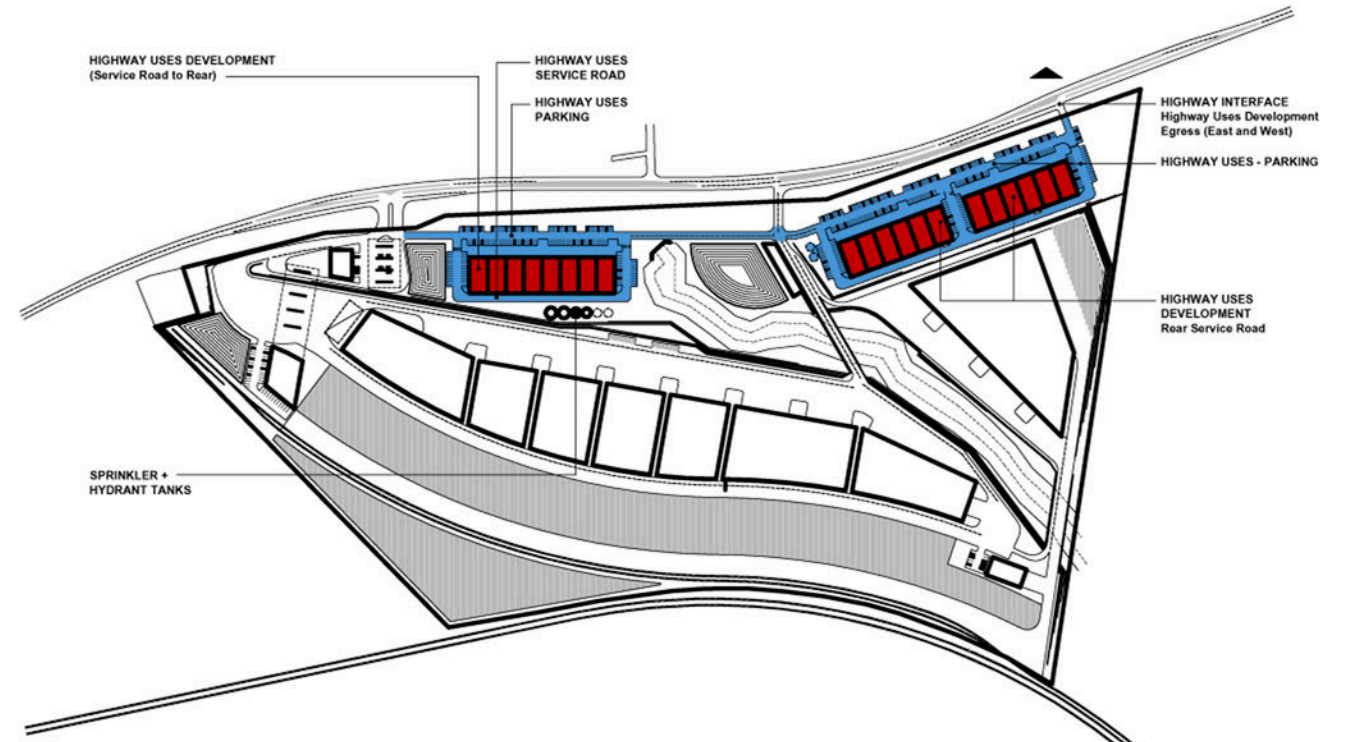 HIGHWAY USES DEVELOPMENT
(Service Road to Rear)
HIGHWAY USES
SERVICE ROAD
HIGHWAY USES
PARKING
HIGHWAY INTERFACE
Highway Uses Development
Egress (East and West)
HIGHWAY USES - PARKING
HIGHWAY USES
DEVELOPMENT
Rear Service Road
SPRINKLER +
HYDRANT TANKS